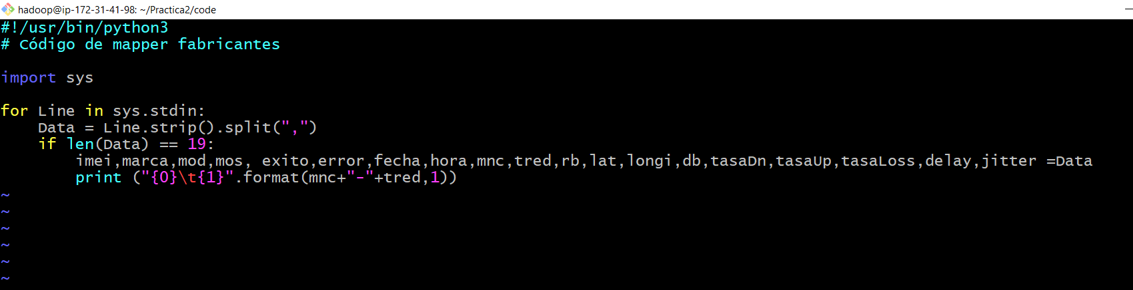 hadoop@ip-172-31-41-98: ~/Practica2/code
#!/usr/bin/python3
# Código de mapper fabricantes
import sys
for Line in sys.stdin:
    Data = Line.strip().split(",")
    if len(Data) == 19:
        imei,marca,mod,mos, exito,error,fecha,hora,mnc,tred,rb,lat,longi,db,tasaDn,tasaUp,tasaLoss,delay,jitter =Data
        print ("{0}\t{1}".format(mnc+"-"+tred,1))
~
~
~
~
~
~